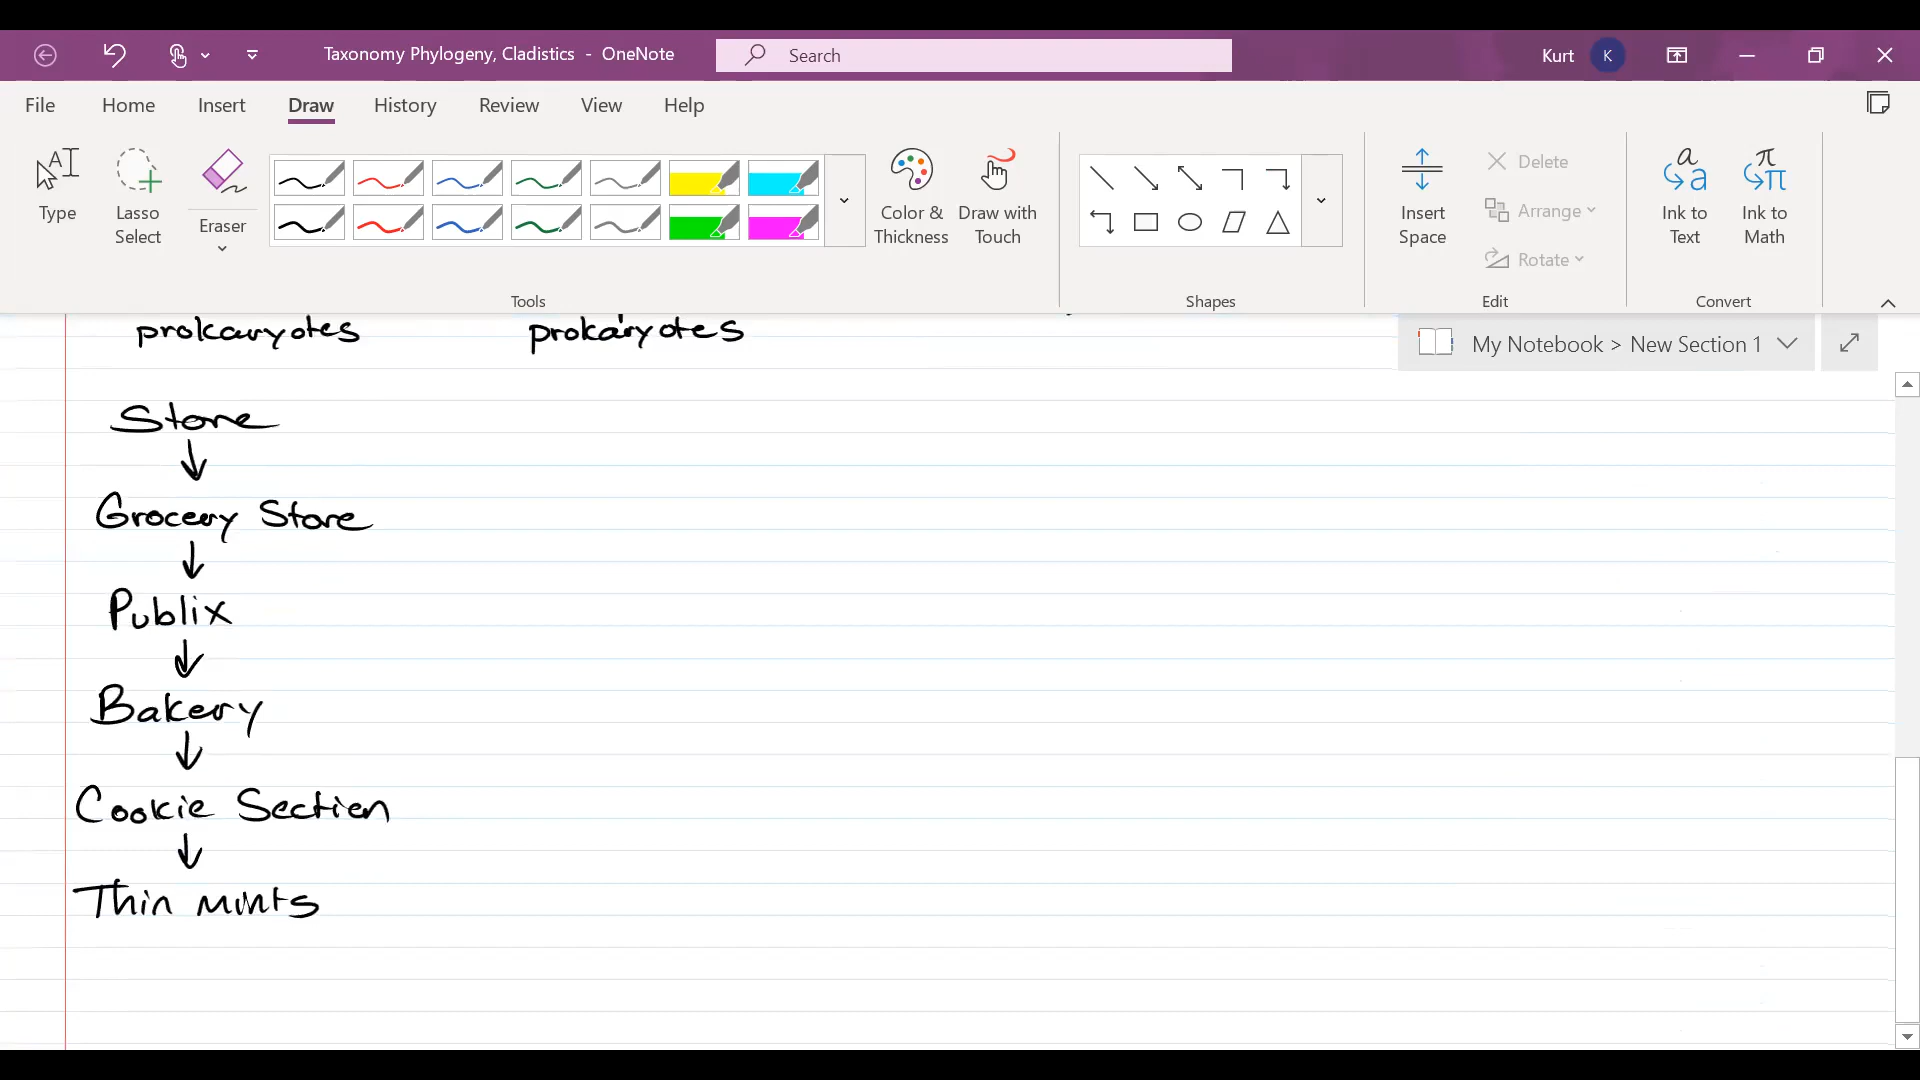 Taxonomy Phylogeny, Cladistics - OneNote
Search
Kurt
K
File Home Insert Draw History Review View Help
Type
Lasso Select
Eraser
Color & Thickness
Draw with Touch
Insert Space
Delete
Arrange
Rotate
Ink to Text
Ink to Math
Tools
Shapes
Edit
Convert
My Notebook > New Section 1
prokaryotes prokaryotes
Store
Grocery Store
Publix
Bakery
Cookie Section
Thin mints